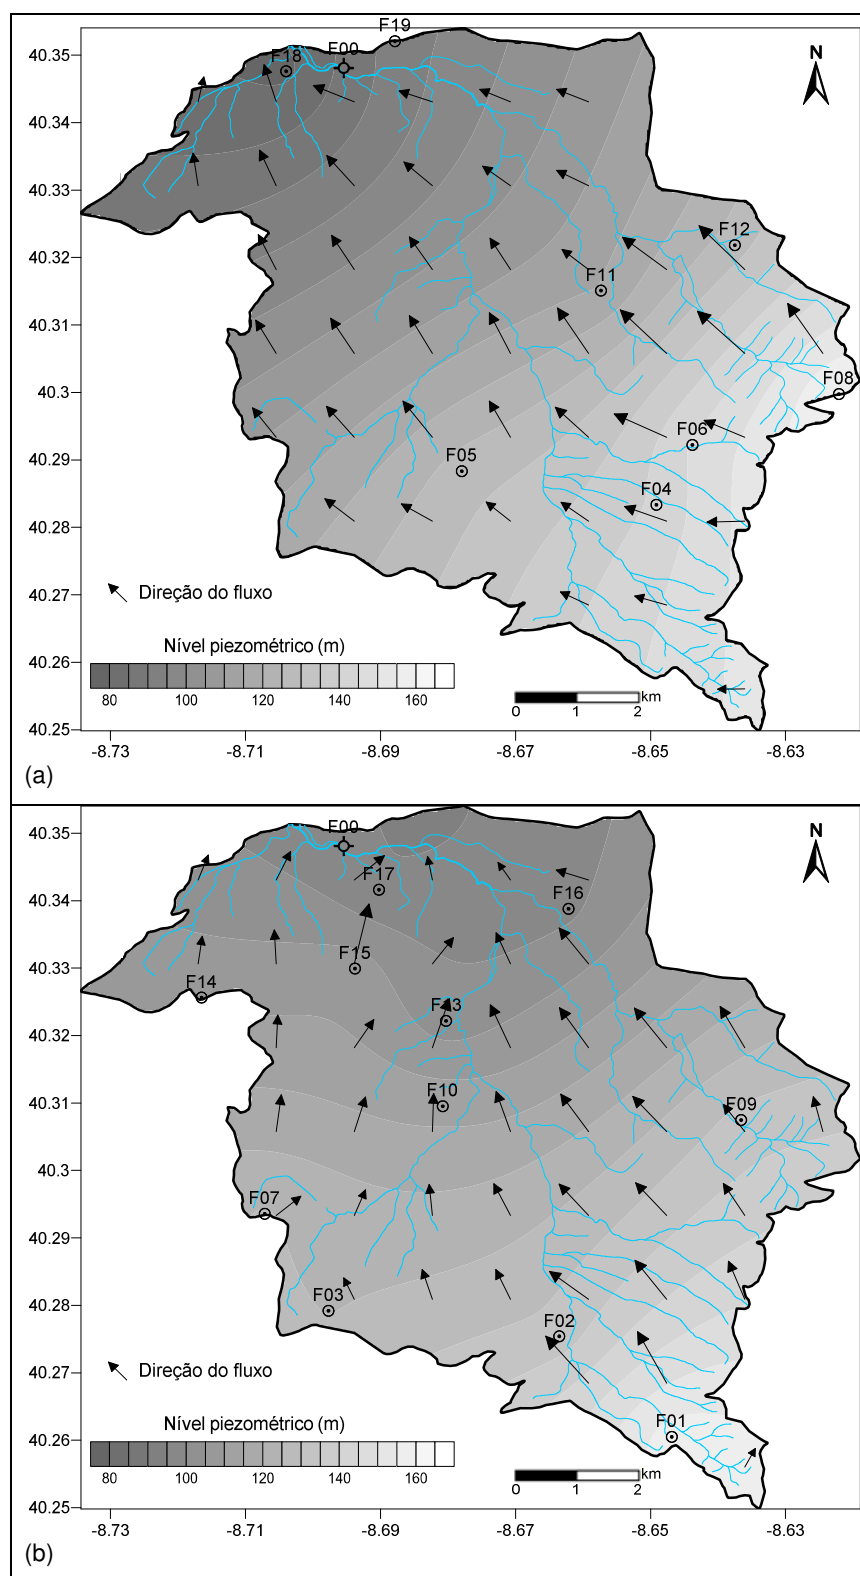 F19
40.35
F18
F00
N
40.34
40.33
F12
40.32
F11
40.31
F08
40.3
F06
F05
40.29
F04
40.28
40.27
Direção do fluxo
Nível piezométrico (m)
40.26
80 100 120 140 160
km
0 1 2
40.25
-8.73 -8.71 -8.69 -8.67 -8.65 -8.63
(a)
F00
40.35
N
F17
F16
40.34
F15
40.33
F14
F13
40.32
F10
F09
40.31
40.3
F07
40.29
F03
40.28
F02
40.27
Direção do fluxo
F01
Nível piezométrico (m)
40.26
80 100 120 140 160
km
0 1 2
40.25
-8.73 -8.71 -8.69 -8.67 -8.65 -8.63
(b)